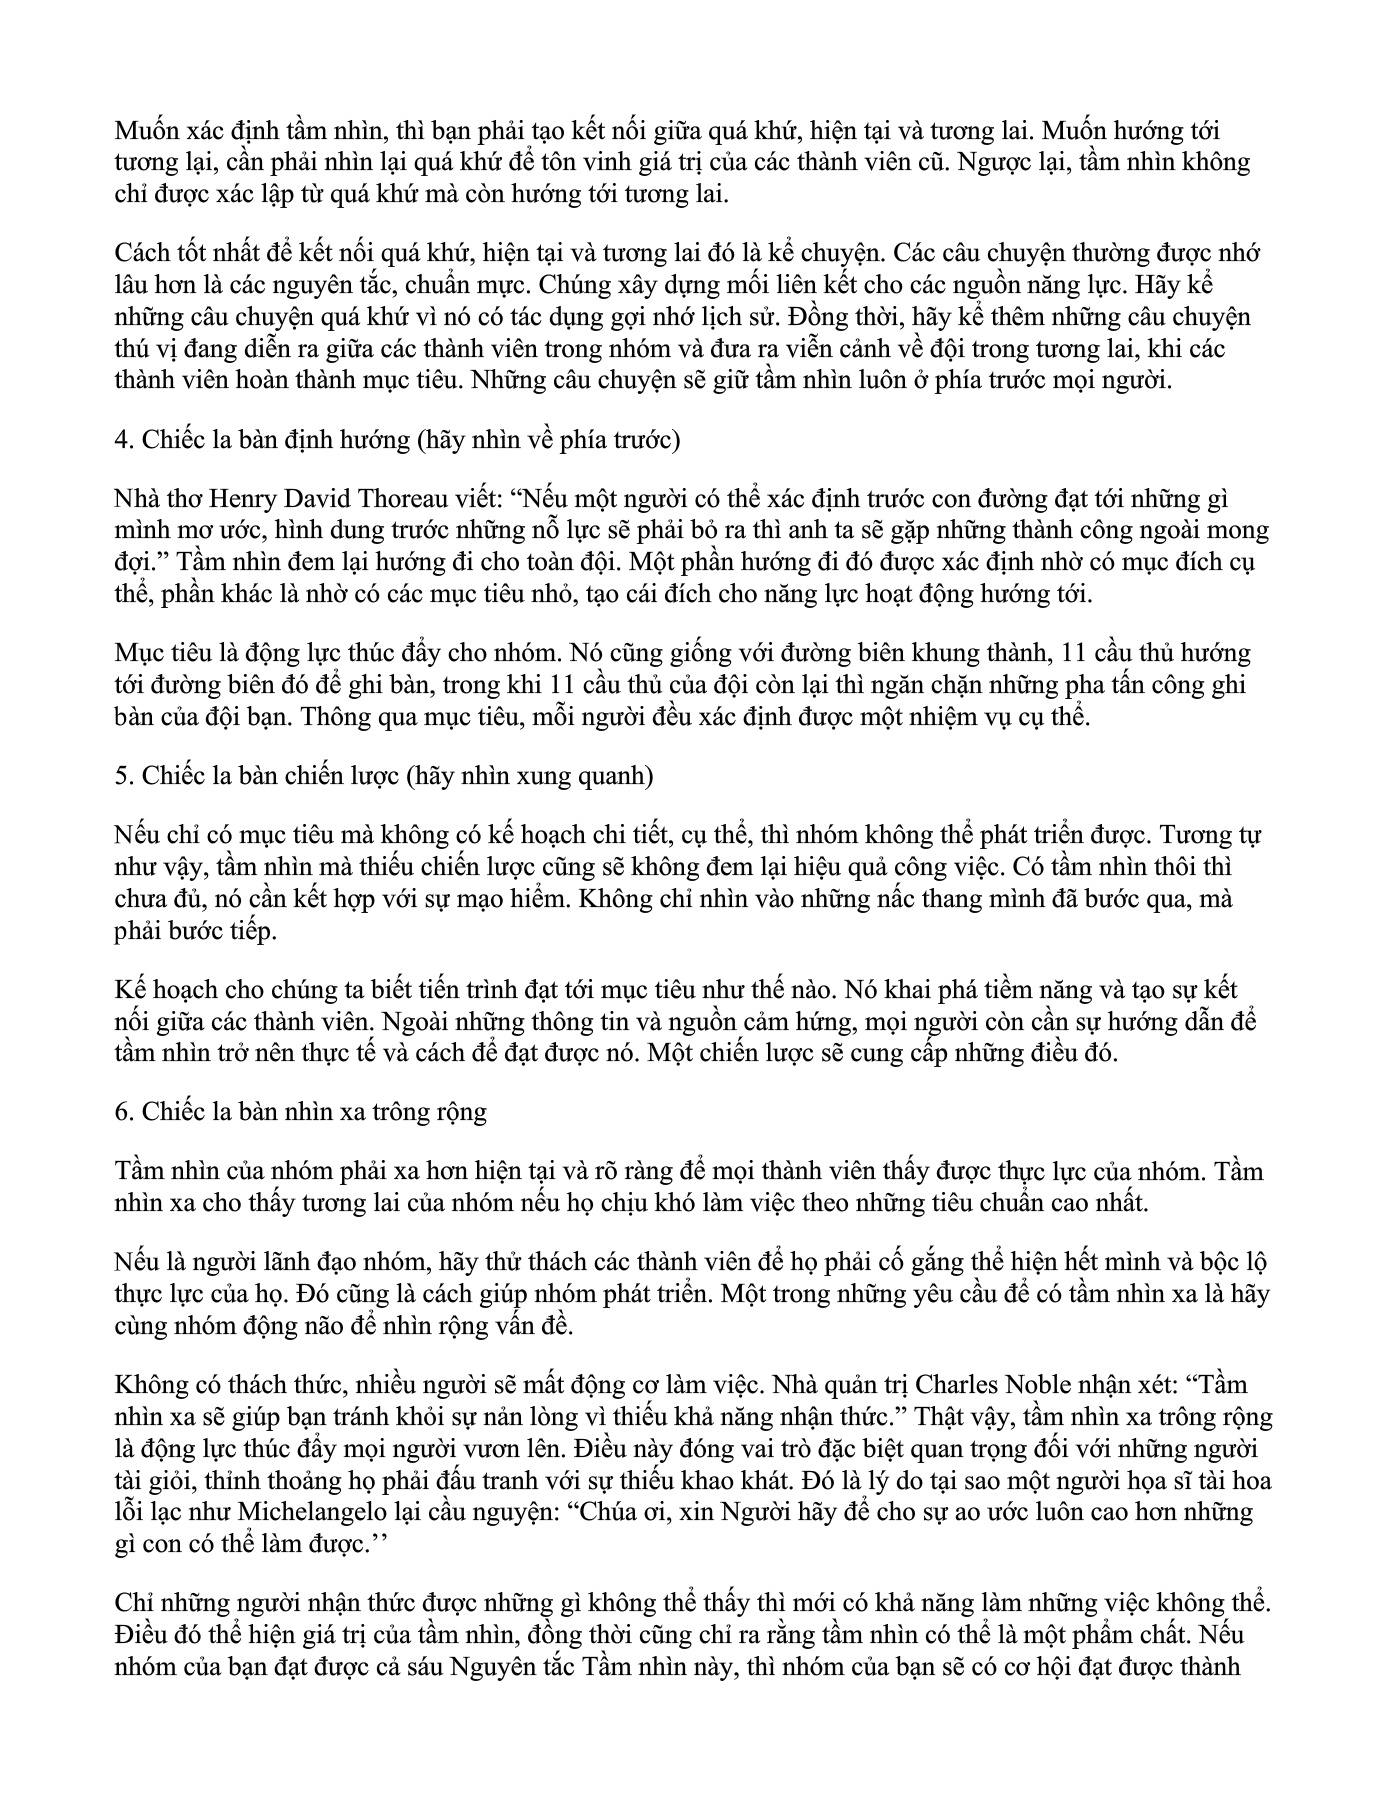 Muốn xác định tầm nhìn, thì bạn phải tạo kết nối giữa quá khứ, hiện tại và tương lai. Muốn hướng tới
tương lại, cần phải nhìn lại quá khứ để tôn vinh giá trị của các thành viên cũ. Ngược lại, tầm nhìn không
chỉ được xác lập từ quá khứ mà còn hướng tới tương lai.
Cách tốt nhất để kết nối quá khứ, hiện tại và tương lai đó là kể chuyện. Các câu chuyện thường được nhớ
lâu hơn là các nguyên tắc, chuẩn mực. Chúng xây dựng mối liên kết cho các nguồn năng lực. Hãy kể
những câu chuyện quá khứ vì nó có tác dụng gợi nhớ lịch sử. Đồng thời, hãy kể thêm những câu chuyện
thú vị đang diễn ra giữa các thành viên trong nhóm và đưa ra viễn cảnh về đội trong tương lai, khi các
thành viên hoàn thành mục tiêu. Những câu chuyện sẽ giữ tầm nhìn luôn ở phía trước mọi người.
4. Chiếc la bàn định hướng (hãy nhìn về phía trước)
Nhà thơ Henry David Thoreau viết: “Nếu một người có thể xác định trước con đường đạt tới những gì
mình mơ ước, hình dung trước những nỗ lực sẽ phải bỏ ra thì anh ta sẽ gặp những thành công ngoài mong
đợi.” Tầm nhìn đem lại hướng đi cho toàn đội. Một phần hướng đi đó được xác định nhờ có mục đích cụ
thể, phần khác là nhờ có các mục tiêu nhỏ, tạo cái đích cho năng lực hoạt động hướng tới.
Mục tiêu là động lực thúc đẩy cho nhóm. Nó cũng giống với đường biên khung thành, 11 cầu thủ hướng
tới đường biên đó để ghi bàn, trong khi 11 cầu thủ của đội còn lại thì ngăn chặn những pha tấn công ghi
bàn của đội bạn. Thông qua mục tiêu, mỗi người đều xác định được một nhiệm vụ cụ thể.
5. Chiếc la bàn chiến lược (hãy nhìn xung quanh)
Nếu chỉ có mục tiêu mà không có kế hoạch chi tiết, cụ thể, thì nhóm không thể phát triển được. Tương tự
như vậy, tầm nhìn mà thiếu chiến lược cũng sẽ không đem lại hiệu quả công việc. Có tầm nhìn thôi thì
chưa đủ, nó cần kết hợp với sự mạo hiểm. Không chỉ nhìn vào những nấc thang mình đã bước qua, mà
phải bước tiếp.
Kế hoạch cho chúng ta biết tiến trình đạt tới mục tiêu như thế nào. Nó khai phá tiềm năng và tạo sự kết
nối giữa các thành viên. Ngoài những thông tin và nguồn cảm hứng, mọi người còn cần sự hướng dẫn để
tầm nhìn trở nên thực tế và cách để đạt được nó. Một chiến lược sẽ cung cấp những điều đó.
6. Chiếc la bàn nhìn xa trông rộng
Tầm nhìn của nhóm phải xa hơn hiện tại và rõ ràng để mọi thành viên thấy được thực lực của nhóm. Tầm
nhìn xa cho thấy tương lai của nhóm nếu họ chịu khó làm việc theo những tiêu chuẩn cao nhất.
Nếu là người lãnh đạo nhóm, hãy thử thách các thành viên để họ phải cố gắng thể hiện hết mình và bộc lộ
thực lực của họ. Đó cũng là cách giúp nhóm phát triển. Một trong những yêu cầu để có tầm nhìn xa là hãy
cùng nhóm động não để nhìn rộng vấn đề.
Không có thách thức, nhiều người sẽ mất động cơ làm việc. Nhà quản trị Charles Noble nhận xét: “Tầm
nhìn xa sẽ giúp bạn tránh khỏi sự nản lòng vì thiếu khả năng nhận thức.” Thật vậy, tầm nhìn xa trông rộng
là động lực thúc đẩy mọi người vươn lên. Điều này đóng vai trò đặc biệt quan trọng đối với những người
tài giỏi, thỉnh thoảng họ phải đấu tranh với sự thiếu khao khát. Đó là lý do tại sao một người họa sĩ tài hoa
lỗi lạc như Michelangelo lại cầu nguyện: “Chúa ơi, xin Người hãy để cho sự ao ước luôn cao hơn những
gì con có thể làm được.’’
Chỉ những người nhận thức được những gì không thể thấy thì mới có khả năng làm những việc không thể.
Điều đó thể hiện giá trị của tầm nhìn, đồng thời cũng chỉ ra rằng tầm nhìn có thể là một phẩm chất. Nếu
nhóm của bạn đạt được cả sáu Nguyên tắc Tầm nhìn này, thì nhóm của bạn sẽ có cơ hội đạt được thành